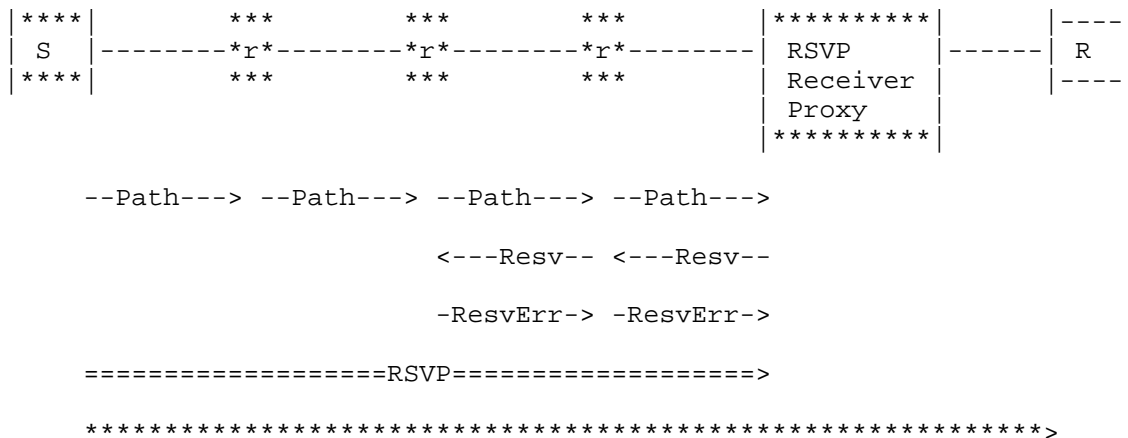 |****|         ***        ***        ***        |**********|       |----
| S  |--------*r*--------*r*--------*r*--------| RSVP     |------| R
|****|         ***        ***        ***        | Receiver |       |----
                                                | Proxy    |
                                                |**********|
--Path---> --Path---> --Path---> --Path--->
<---Resv-- <---Resv--
-ResvErr-> -ResvErr->
===================RSVP===================>
************************************************************>